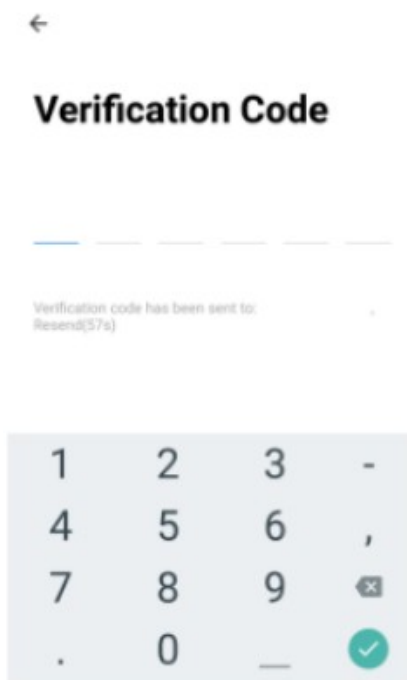 Verification Code
Verification code has been sent to:
Resend(57s)
1 2 3 -
4 5 6 ,
7 8 9
. 0 _